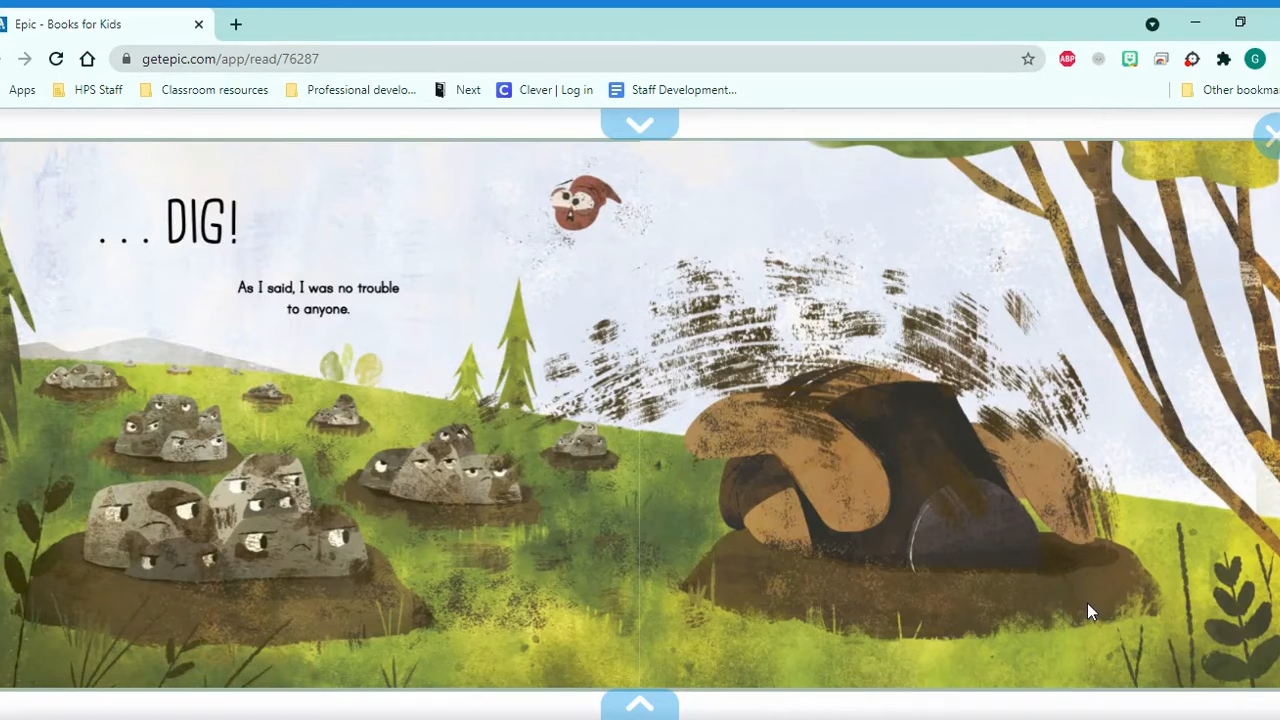 Epic - Books for Kids
getepic.com/app/read/76287
ABP
G
Apps
HPS Staff
Classroom resources
Professional develo...
Next
C
Clever | Log in
Staff Development...
Other bookma
... DIG!
As I said, I was no trouble
to anyone.